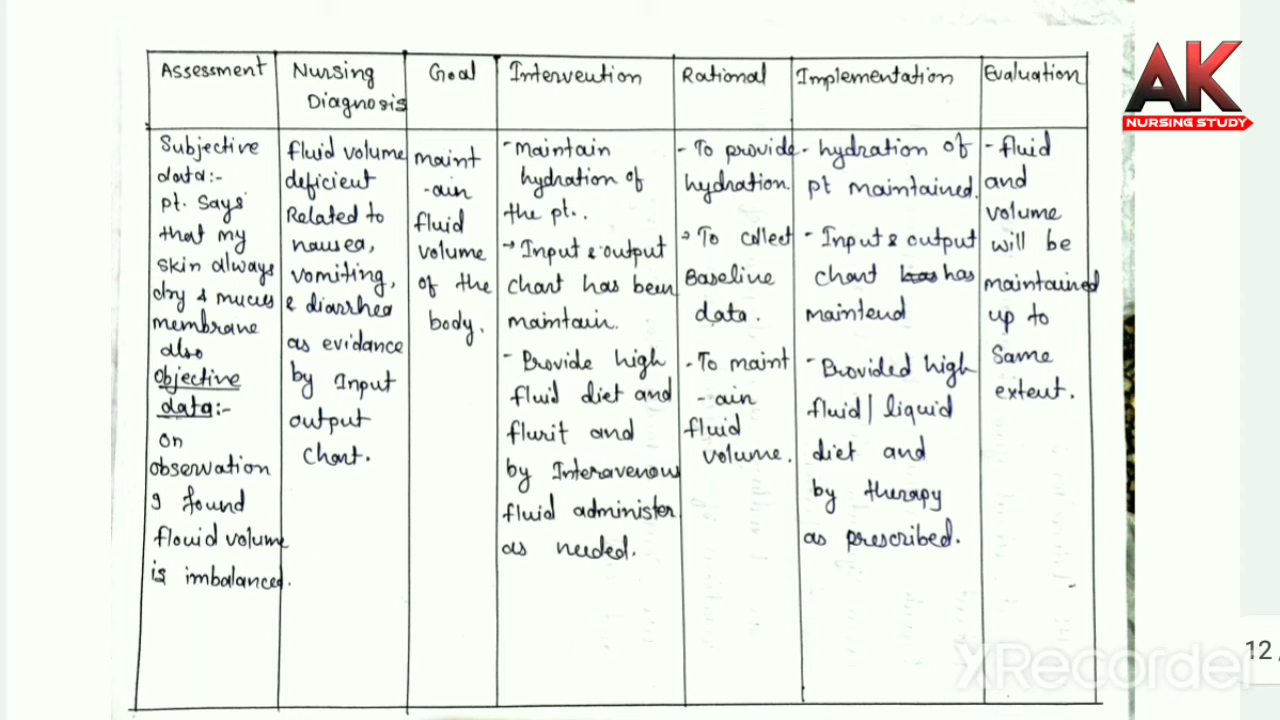 Assessment
Subjective
data:-
pt. says
that my
skin always
dry & mucus
membrane
also
Objective
data:-
on
observation
I found
flouid volume
is imbalanced.
Nursing
Diagnosis
fluid volume
deficient
Related to
nausea,
vomiting,
& diarrhea
as evidance
by Input
output
chart.
Goal
maint
-ain
fluid
volume
of the
body.
Intervention
- Maintain
hydration of
the pt..
→ Input & output
chart has been
maintain.
- Provide high
fluid diet and
flurit and
by Interavenous
fluid administer
as needed.
Rational
- To provide
hydration.
→ To collect
Baseline
data.
- To maint
-ain
fluid
volume.
Implementation
- hydration of
pt maintained.
- Input & output
chart has has
maintend
- Provided high
fluid/liquid
diet and
by therapy
as prescribed.
Evaluation
- fluid
and
volume
will be
maintained
up to
Same
extent.
AK
NURSING STUDY
12/
XRecorder